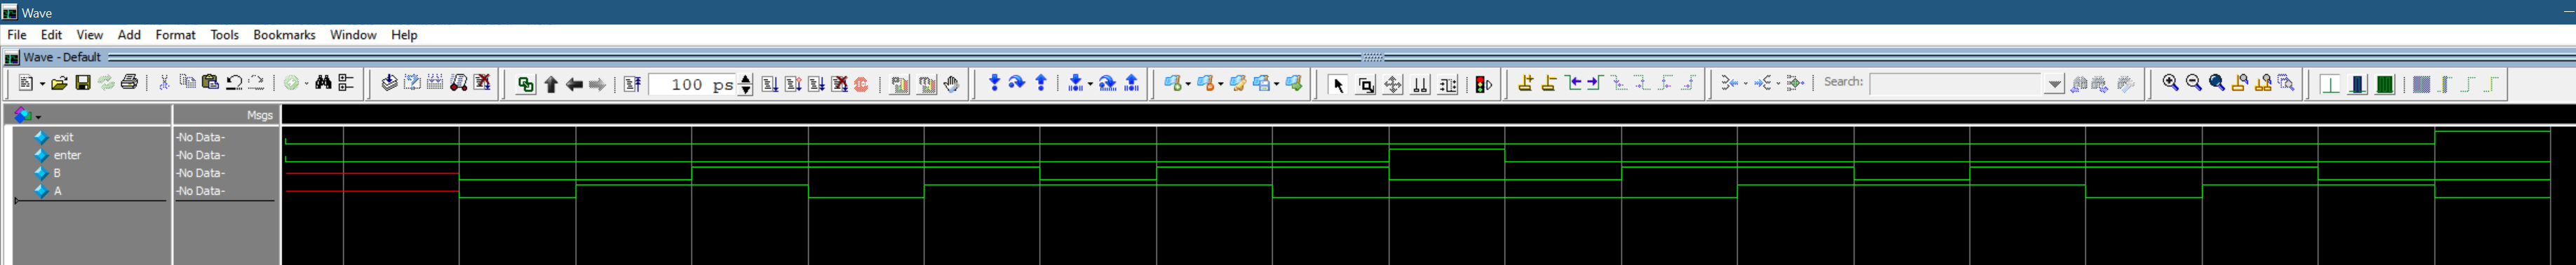 Wave
File Edit View Add Format Tools Bookmarks Window Help
Wave - Default
100 ps
Search:
Msgs
exit -No Data-
enter -No Data-
B -No Data-
A -No Data-